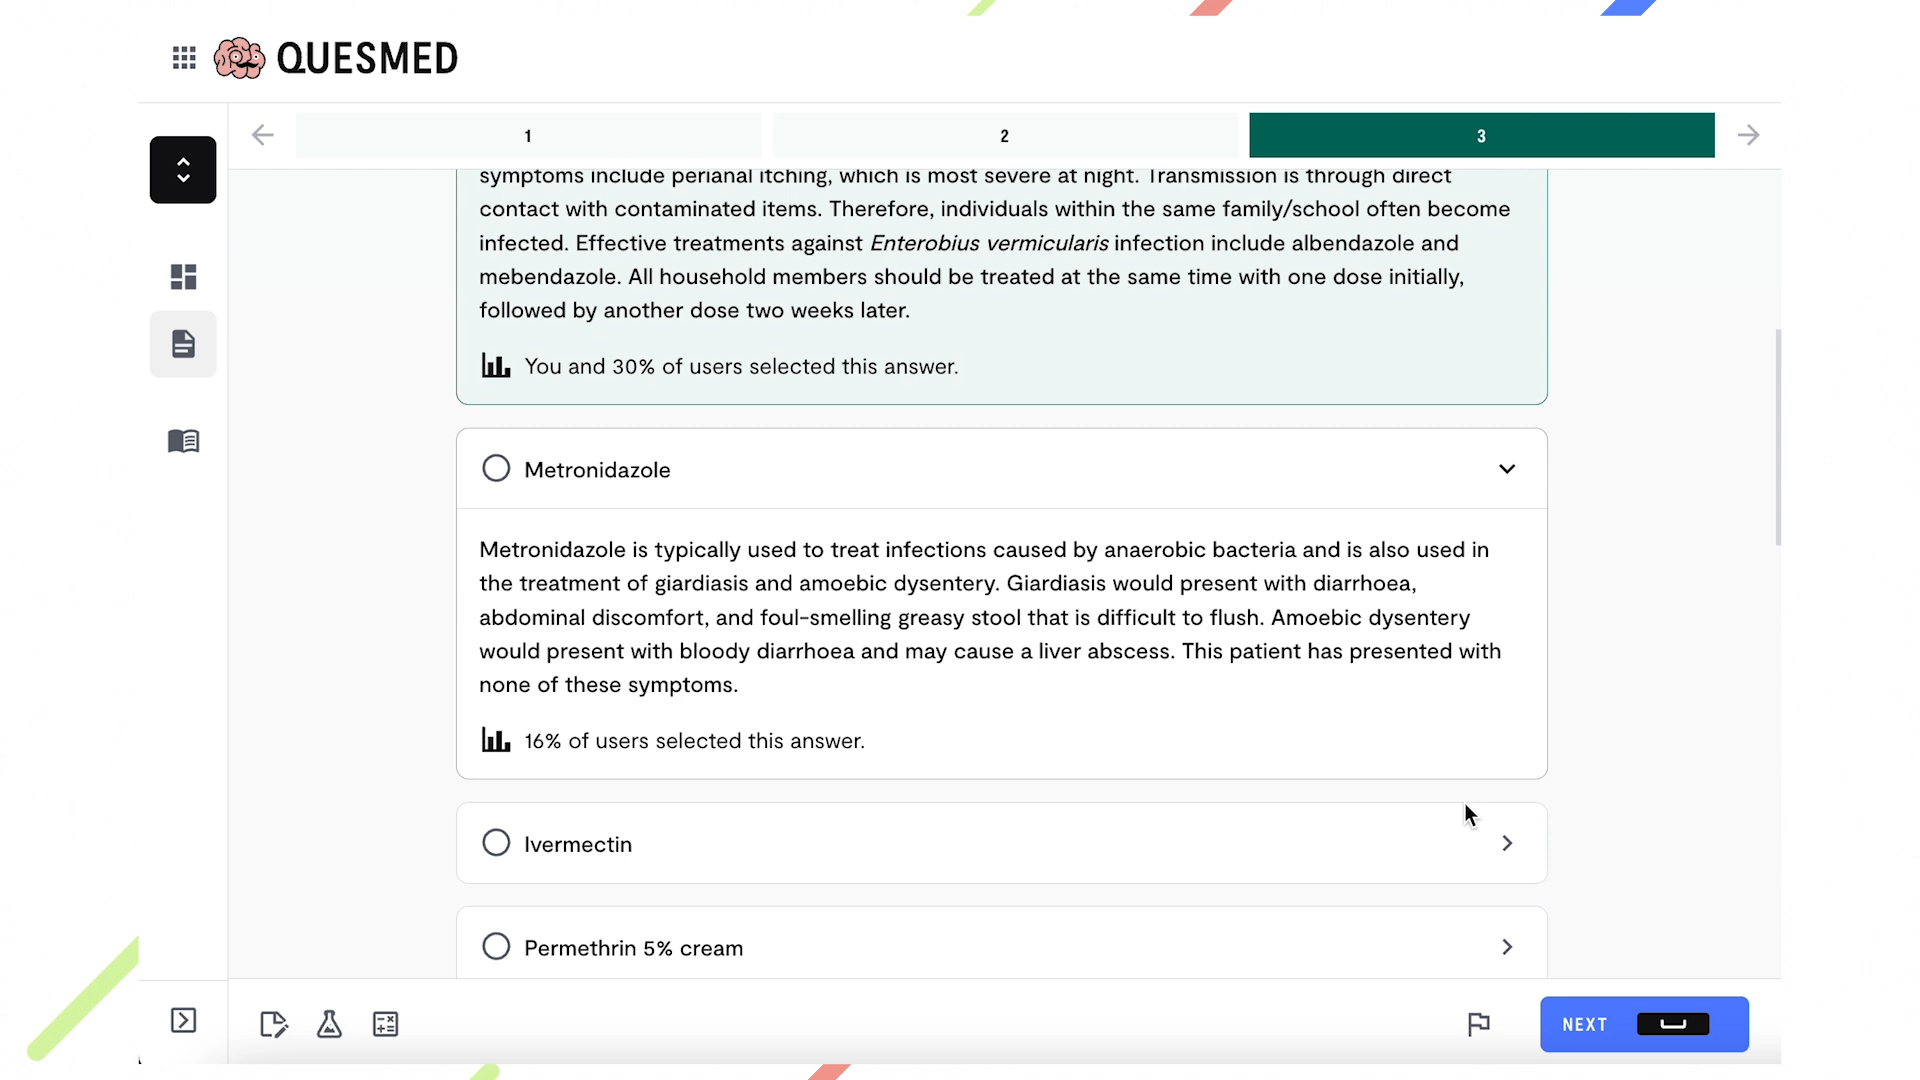 QUESMED
1
2
3
symptoms include perianal itching, which is most severe at night. Transmission is through direct
contact with contaminated items. Therefore, individuals within the same family/school often become
infected. Effective treatments against Enterobius vermicularis infection include albendazole and
mebendazole. All household members should be treated at the same time with one dose initially,
followed by another dose two weeks later.
You and 30% of users selected this answer.
Metronidazole
Metronidazole is typically used to treat infections caused by anaerobic bacteria and is also used in
the treatment of giardiasis and amoebic dysentery. Giardiasis would present with diarrhoea,
abdominal discomfort, and foul-smelling greasy stool that is difficult to flush. Amoebic dysentery
would present with bloody diarrhoea and may cause a liver abscess. This patient has presented with
none of these symptoms.
16% of users selected this answer.
Ivermectin
Permethrin 5% cream
NEXT